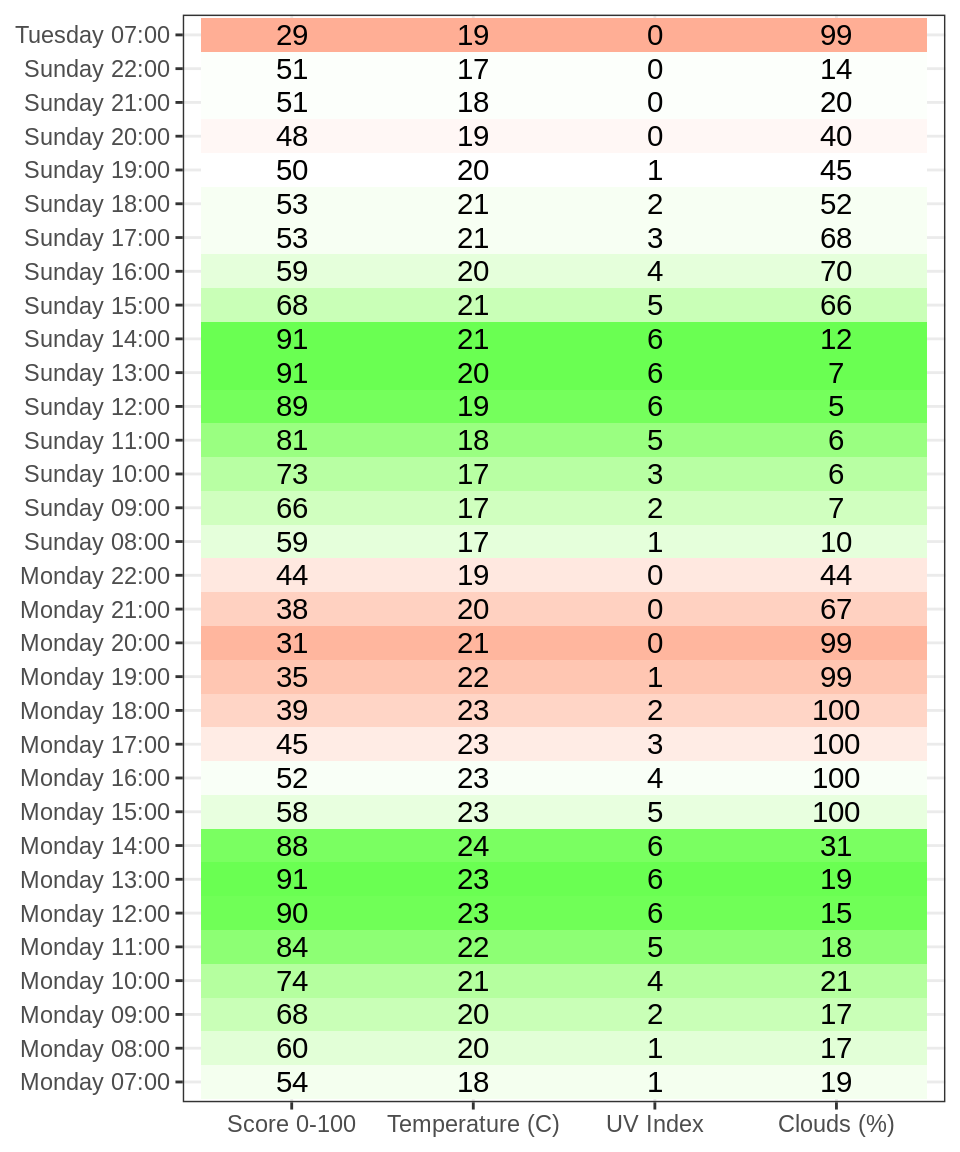 Tuesday 07:00 29 19 0 99
Sunday 22:00 51 17 0 14
Sunday 21:00 51 18 0 20
Sunday 20:00 48 19 0 40
Sunday 19:00 50 20 1 45
Sunday 18:00 53 21 2 52
Sunday 17:00 53 21 3 68
Sunday 16:00 59 20 4 70
Sunday 15:00 68 21 5 66
Sunday 14:00 91 21 6 12
Sunday 13:00 91 20 6 7
Sunday 12:00 89 19 6 5
Sunday 11:00 81 18 5 6
Sunday 10:00 73 17 3 6
Sunday 09:00 66 17 2 7
Sunday 08:00 59 17 1 10
Monday 22:00 44 19 0 44
Monday 21:00 38 20 0 67
Monday 20:00 31 21 0 99
Monday 19:00 35 22 1 99
Monday 18:00 39 23 2 100
Monday 17:00 45 23 3 100
Monday 16:00 52 23 4 100
Monday 15:00 58 23 5 100
Monday 14:00 88 24 6 31
Monday 13:00 91 23 6 19
Monday 12:00 90 23 6 15
Monday 11:00 84 22 5 18
Monday 10:00 74 21 4 21
Monday 09:00 68 20 2 17
Monday 08:00 60 20 1 17
Monday 07:00 54 18 1 19
Score 0-100 Temperature (C) UV Index Clouds (%)